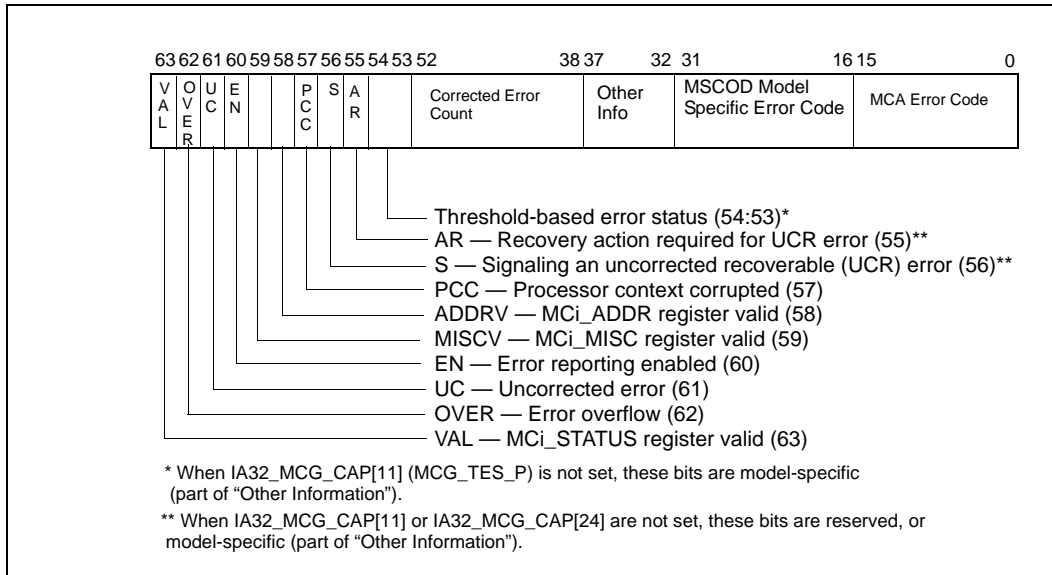 63 62 61 60 59 58 57 56 55 54 53 52 38 37 32 31 16 15 0
VAL
OVER
UC
EN
PCC
S
AR
Corrected Error
Count
Other
Info
MSCOD Model
Specific Error Code
MCA Error Code
Threshold-based error status (54:53)*
AR — Recovery action required for UCR error (55)**
S — Signaling an uncorrected recoverable (UCR) error (56)**
PCC — Processor context corrupted (57)
ADDRV — MCi_ADDR register valid (58)
MISCV — MCi_MISC register valid (59)
EN — Error reporting enabled (60)
UC — Uncorrected error (61)
OVER — Error overflow (62)
VAL — MCi_STATUS register valid (63)
* When IA32_MCG_CAP[11] (MCG_TES_P) is not set, these bits are model-specific
(part of “Other Information”).
** When IA32_MCG_CAP[11] or IA32_MCG_CAP[24] are not set, these bits are reserved, or
model-specific (part of “Other Information”).